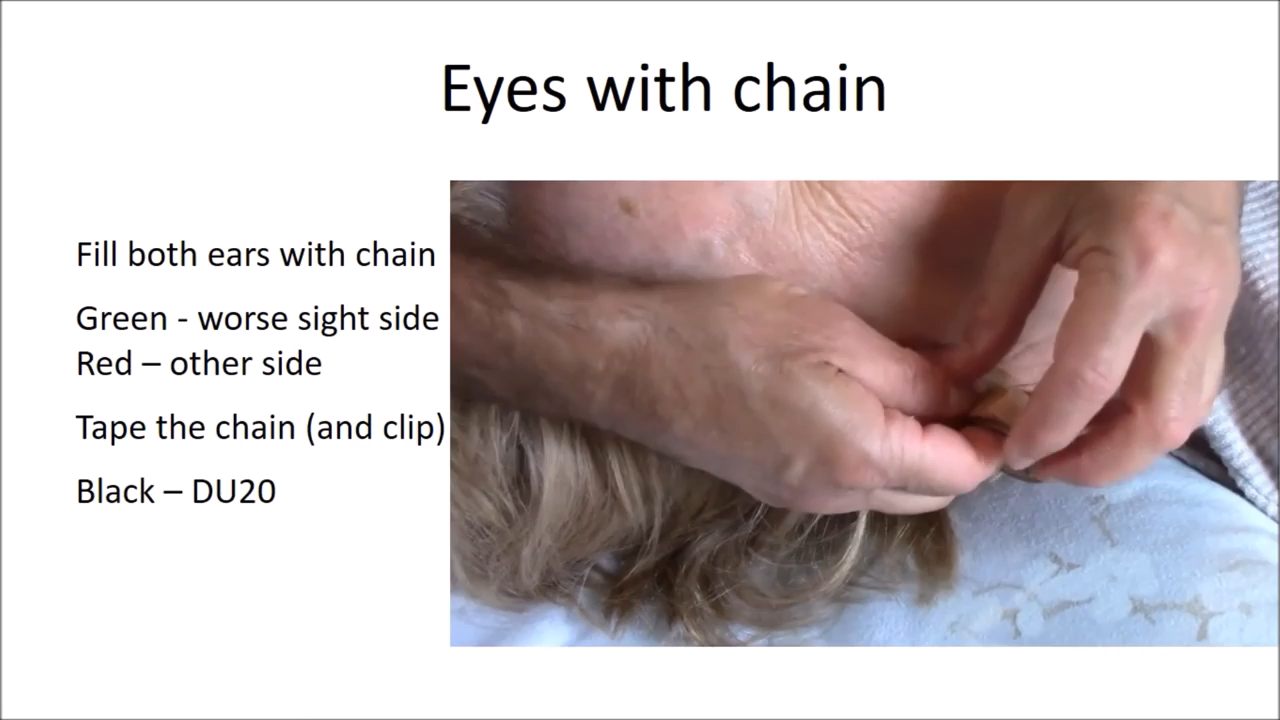 Eyes with chain
Fill both ears with chain
Green - worse sight side
Red – other side
Tape the chain (and clip)
Black – DU20